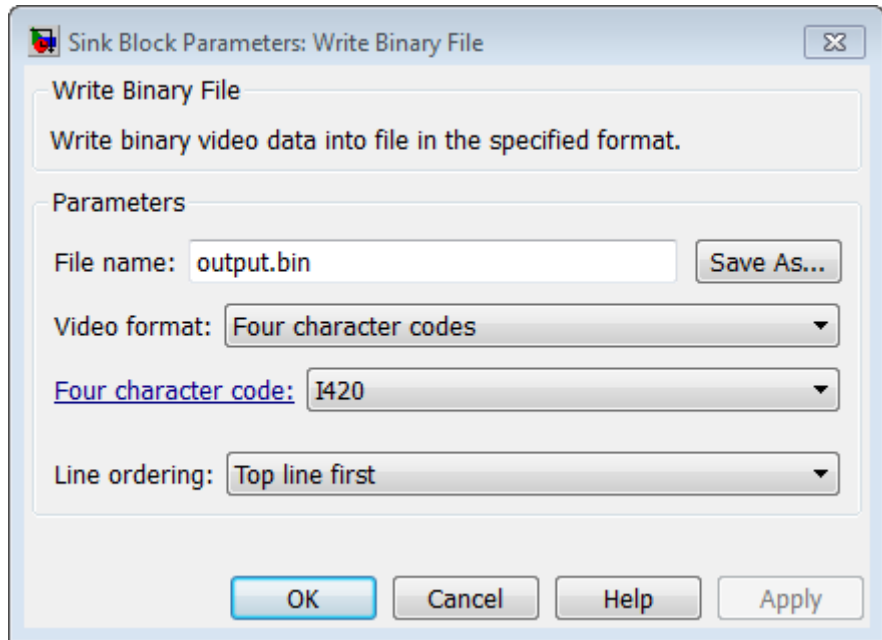 Sink Block Parameters: Write Binary File
Write Binary File
Write binary video data into file in the specified format.
Parameters
File name: output.bin Save As...
Video format: Four character codes
Four character code: I420
Line ordering: Top line first
OK Cancel Help Apply